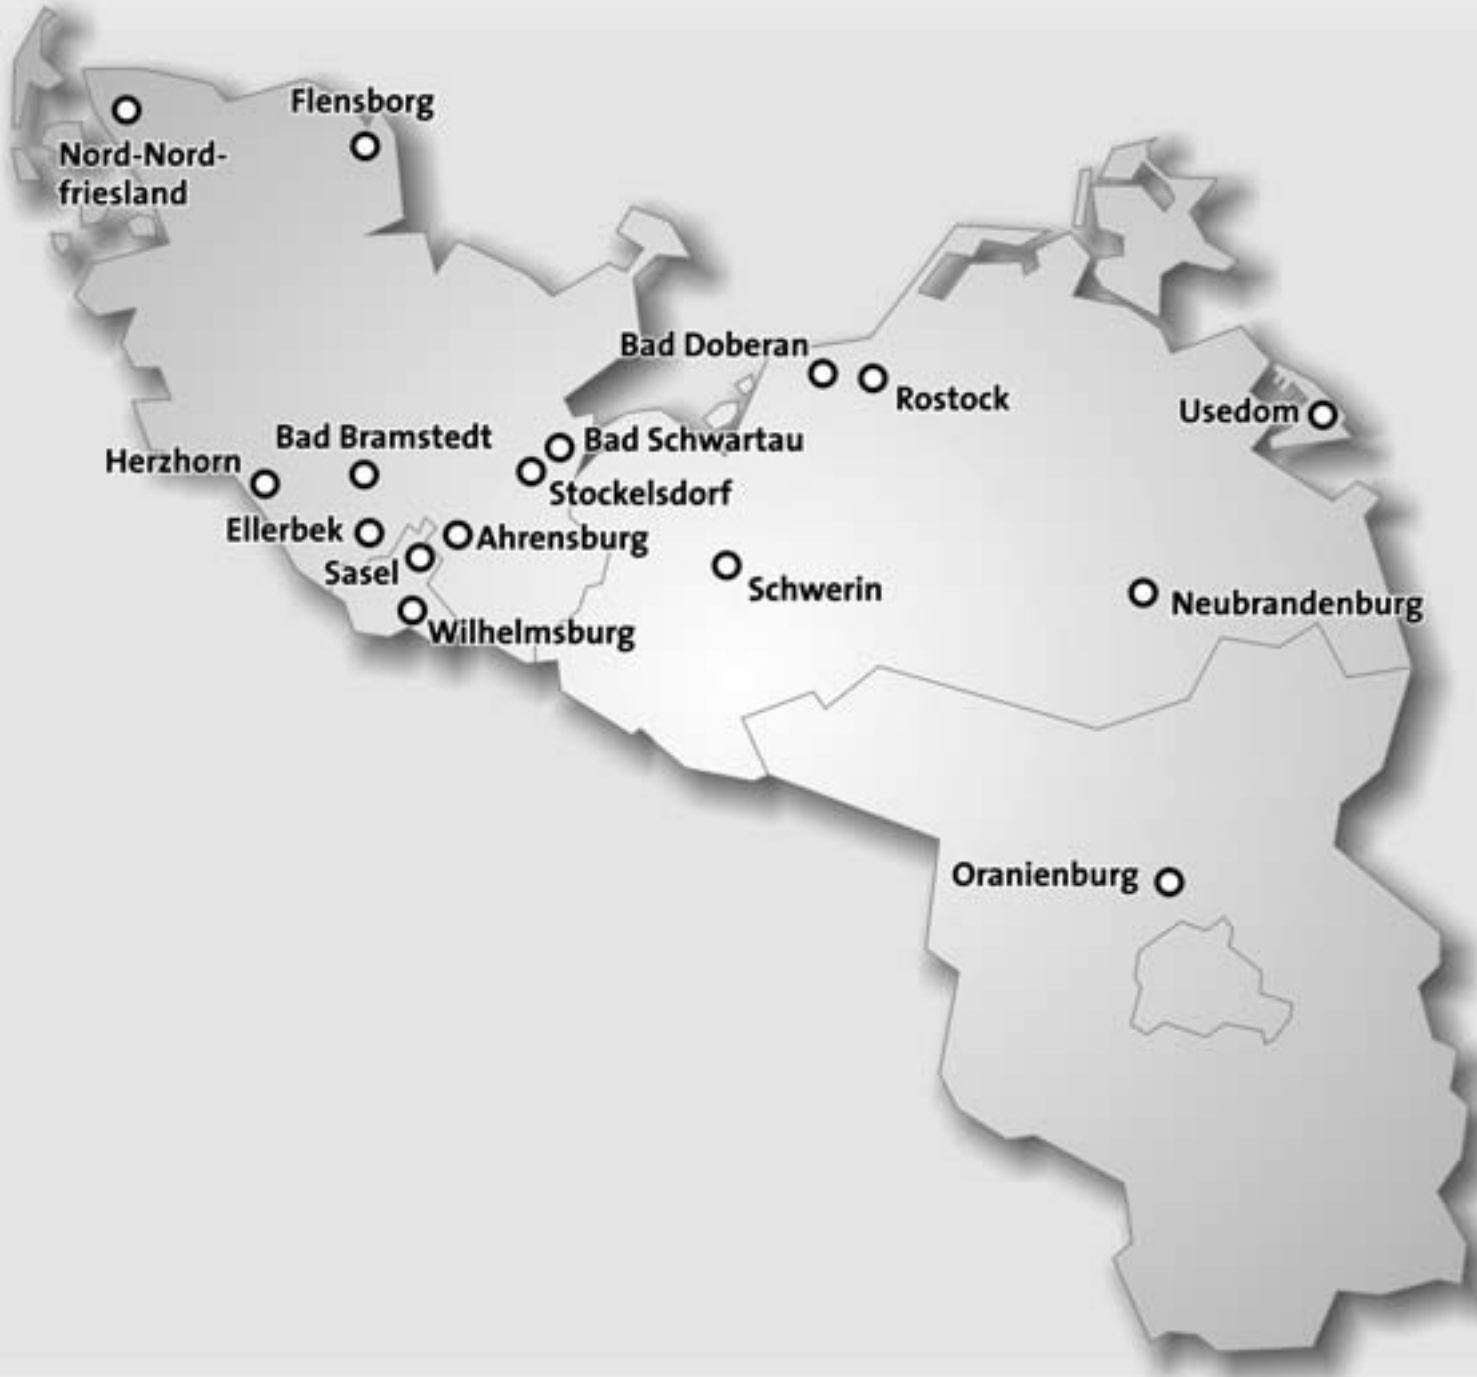 Flensborg
Nord-Nord-
friesland
Bad Doberan
Rostock
Usedom
Bad Bramstedt
Bad Schwartau
Herzhorn
Stockelsdorf
Ellerbek
Ahrensburg
Sasel
Schwerin
Neubrandenburg
Wilhelmsburg
Oranienburg